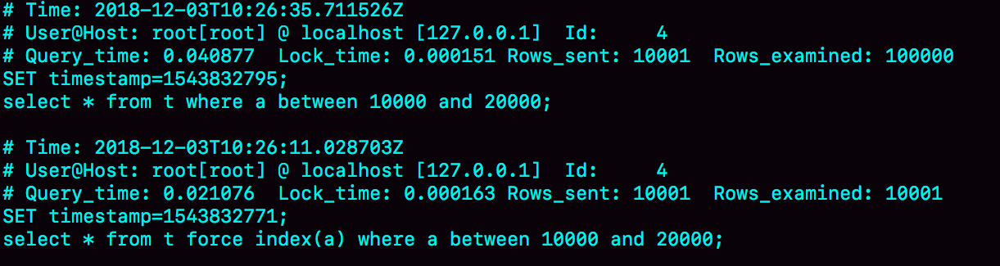 # Time: 2018-12-03T10:26:35.711526Z
# User@Host: root[root] @ localhost [127.0.0.1]  Id:     4
# Query_time: 0.040877  Lock_time: 0.000151 Rows_sent: 10001  Rows_examined: 100000
SET timestamp=1543832795;
select * from t where a between 10000 and 20000;

# Time: 2018-12-03T10:26:11.028703Z
# User@Host: root[root] @ localhost [127.0.0.1]  Id:     4
# Query_time: 0.021076  Lock_time: 0.000163 Rows_sent: 10001  Rows_examined: 10001
SET timestamp=1543832771;
select * from t force index(a) where a between 10000 and 20000;